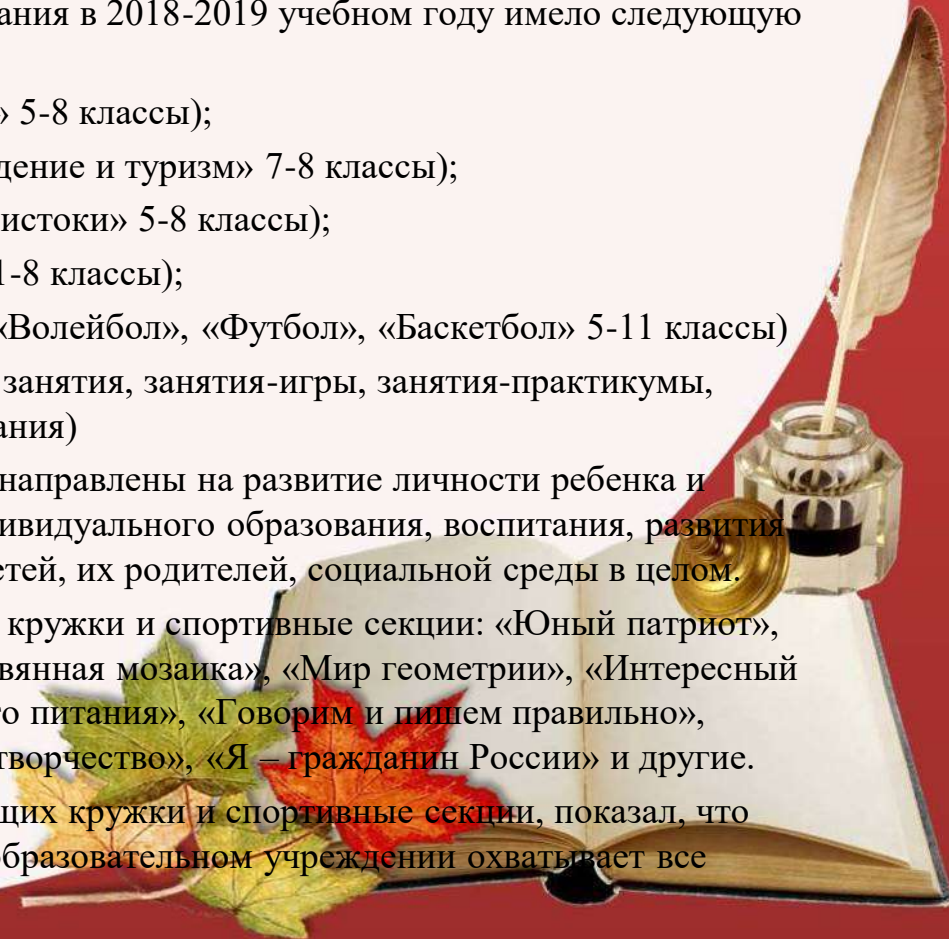 ания в 2018-2019 учебном году имело следующую
» 5-8 классы);
дение и туризм» 7-8 классы);
истоки» 5-8 классы);
1-8 классы);
«Волейбол», «Футбол», «Баскетбол» 5-11 классы)
занятия, занятия-игры, занятия-практикумы,
ания)
направлены на развитие личности ребенка и
ивидуального образования, воспитания, развития
етей, их родителей, социальной среды в целом.
кружки и спортивные секции: «Юный патриот»,
вянная мозаика», «Мир геометрии», «Интересный
о питания», «Говорим и пишем правильно»,
творчество», «Я – гражданин России» и другие.
щих кружки и спортивные секции, показал, что
образовательном учреждении охватывает все